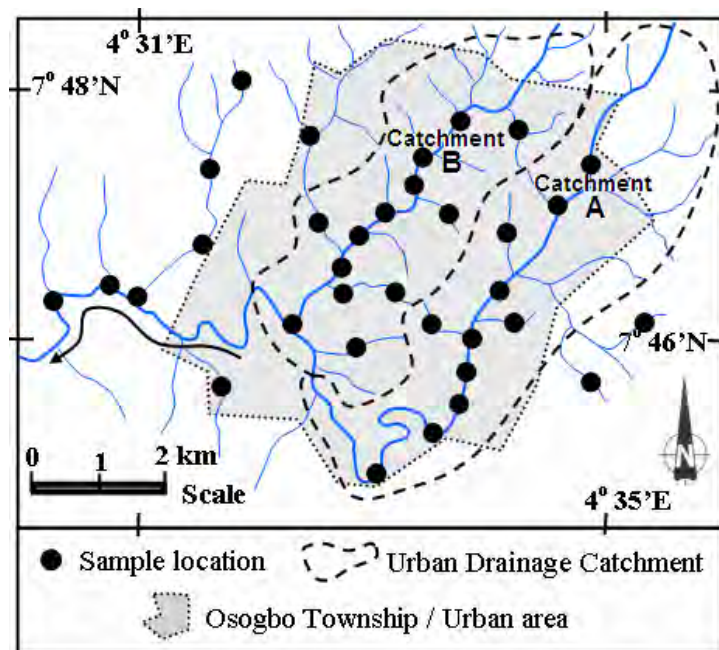 4° 31'E
7° 48'N
Catchment
B
Catchment
A
7° 46'N
0 1 2 km
Scale
N
4° 35'E
Sample location
Urban Drainage Catchment
Osogbo Township / Urban area